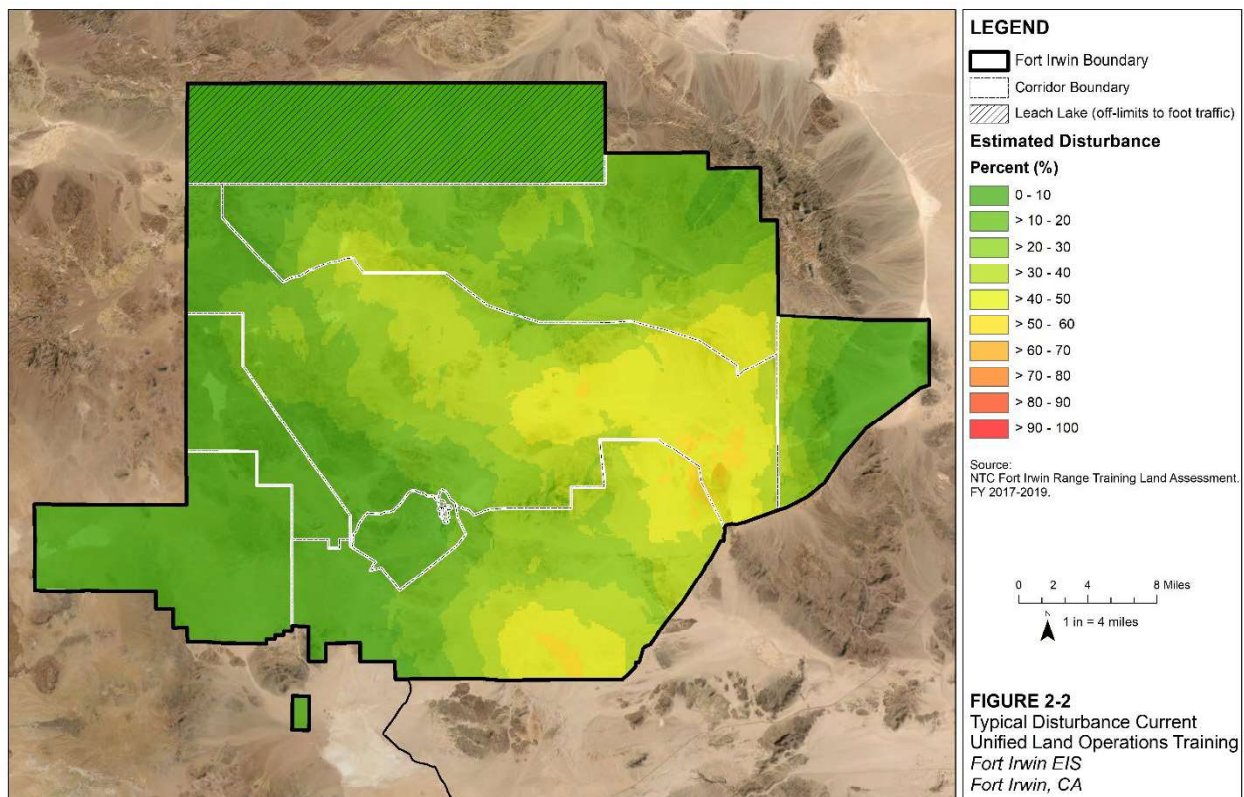 LEGEND
Fort Irwin Boundary
Corridor Boundary
Leach Lake (off-limits to foot traffic)
Estimated Disturbance
Percent (%)
0 - 10
> 10 - 20
> 20 - 30
> 30 - 40
> 40 - 50
> 50 - 60
> 60 - 70
> 70 - 80
> 80 - 90
> 90 - 100
Source:
NTC Fort Irwin Range Training Land Assessment.
FY 2017-2019.
0 2 4 8 Miles
N
1 in = 4 miles
FIGURE 2-2
Typical Disturbance Current
Unified Land Operations Training
Fort Irwin EIS
Fort Irwin, CA